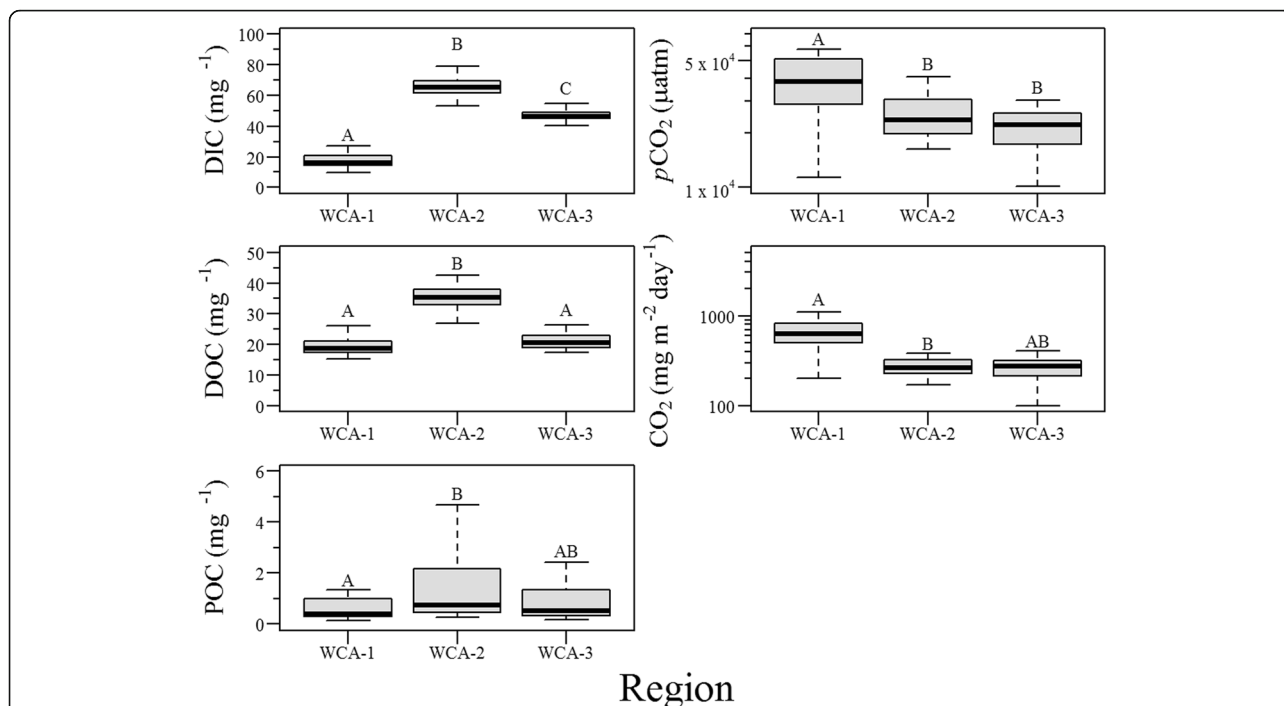 DIC (mg ⁻¹)
100
80
60
40
20
0
A
B
C
WCA-1 WCA-2 WCA-3
pCO₂ (µatm)
5 x 10⁴
1 x 10⁴
A
B
B
WCA-1 WCA-2 WCA-3
DOC (mg ⁻¹)
50
40
30
20
10
0
A
B
A
WCA-1 WCA-2 WCA-3
CO₂ (mg m⁻² day⁻¹)
1000
100
A
B
AB
WCA-1 WCA-2 WCA-3
POC (mg ⁻¹)
6
4
2
0
A
B
AB
WCA-1 WCA-2 WCA-3
Region